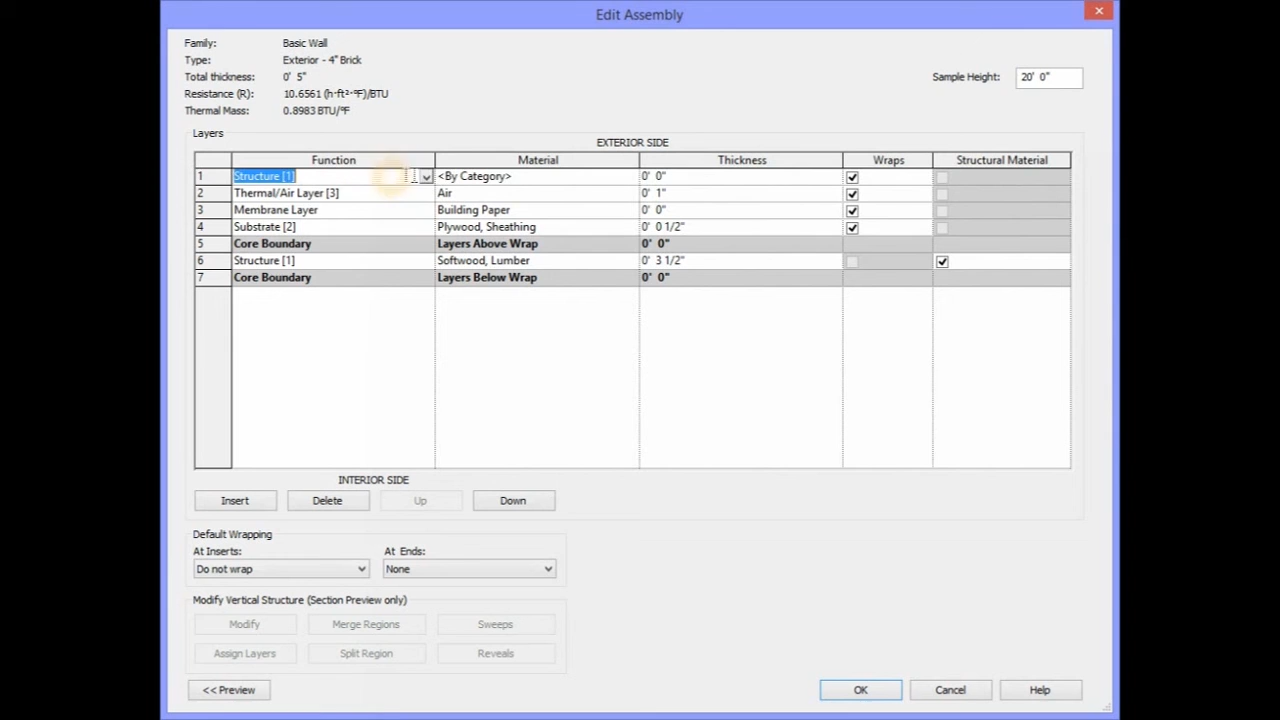 Edit Assembly
Family: Basic Wall
Type: Exterior - 4" Brick
Total thickness: 0' 5"
Sample Height: 20' 0"
Resistance (R): 10.6561 (h·ft²·°F)/BTU
Thermal Mass: 0.8983 BTU/°F
Layers
EXTERIOR SIDE
Function Material Thickness Wraps Structural Material
1 Structure [1] <By Category> 0' 0"
2 Thermal/Air Layer [3] Air 0' 1"
3 Membrane Layer Building Paper 0' 0"
4 Substrate [2] Plywood, Sheathing 0' 0 1/2"
5 Core Boundary Layers Above Wrap 0' 0"
6 Structure [1] Softwood, Lumber 0' 3 1/2"
7 Core Boundary Layers Below Wrap 0' 0"
INTERIOR SIDE
Insert Delete Up Down
Default Wrapping
At Inserts: At Ends:
Do not wrap None
Modify Vertical Structure (Section Preview only)
Modify Merge Regions Sweeps
Assign Layers Split Region Reveals
<< Preview OK Cancel Help